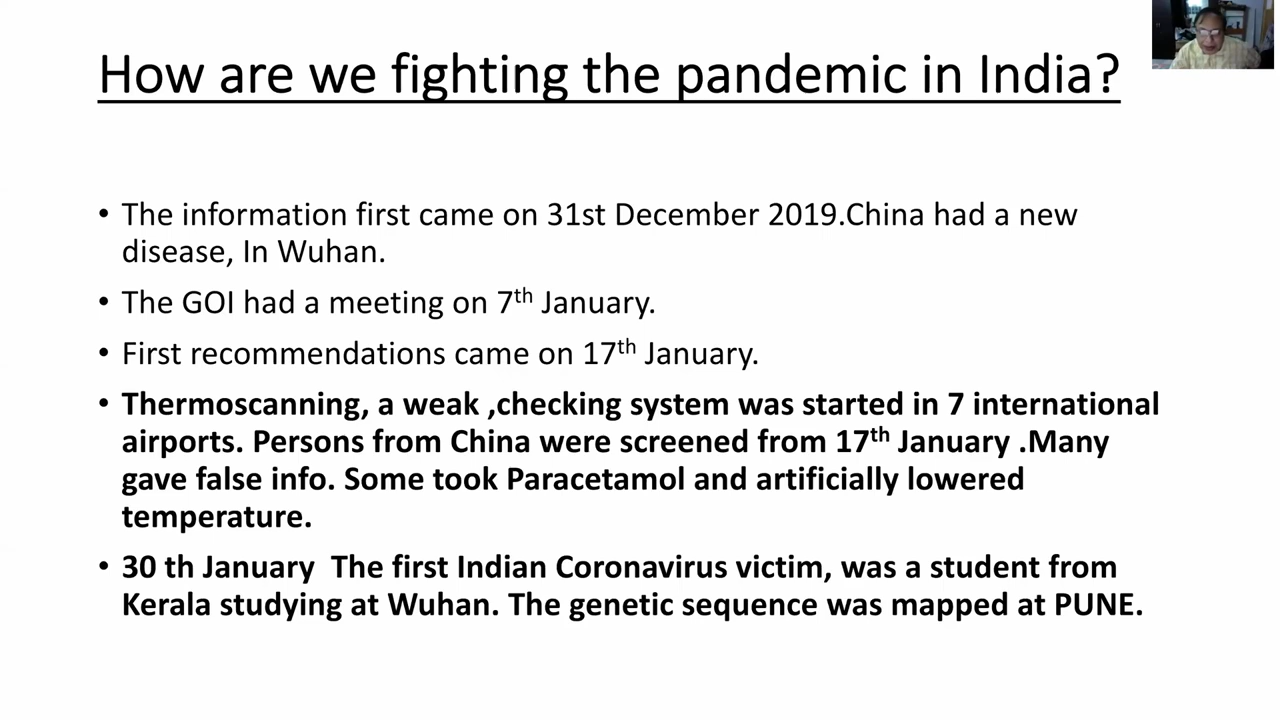 How are we fighting the pandemic in India?
• The information first came on 31st December 2019.China had a new
disease, In Wuhan.
• The GOI had a meeting on 7th January.
• First recommendations came on 17th January.
• Thermoscanning, a weak ,checking system was started in 7 international
airports. Persons from China were screened from 17th January .Many
gave false info. Some took Paracetamol and artificially lowered
temperature.
• 30 th January  The first Indian Coronavirus victim, was a student from
Kerala studying at Wuhan. The genetic sequence was mapped at PUNE.